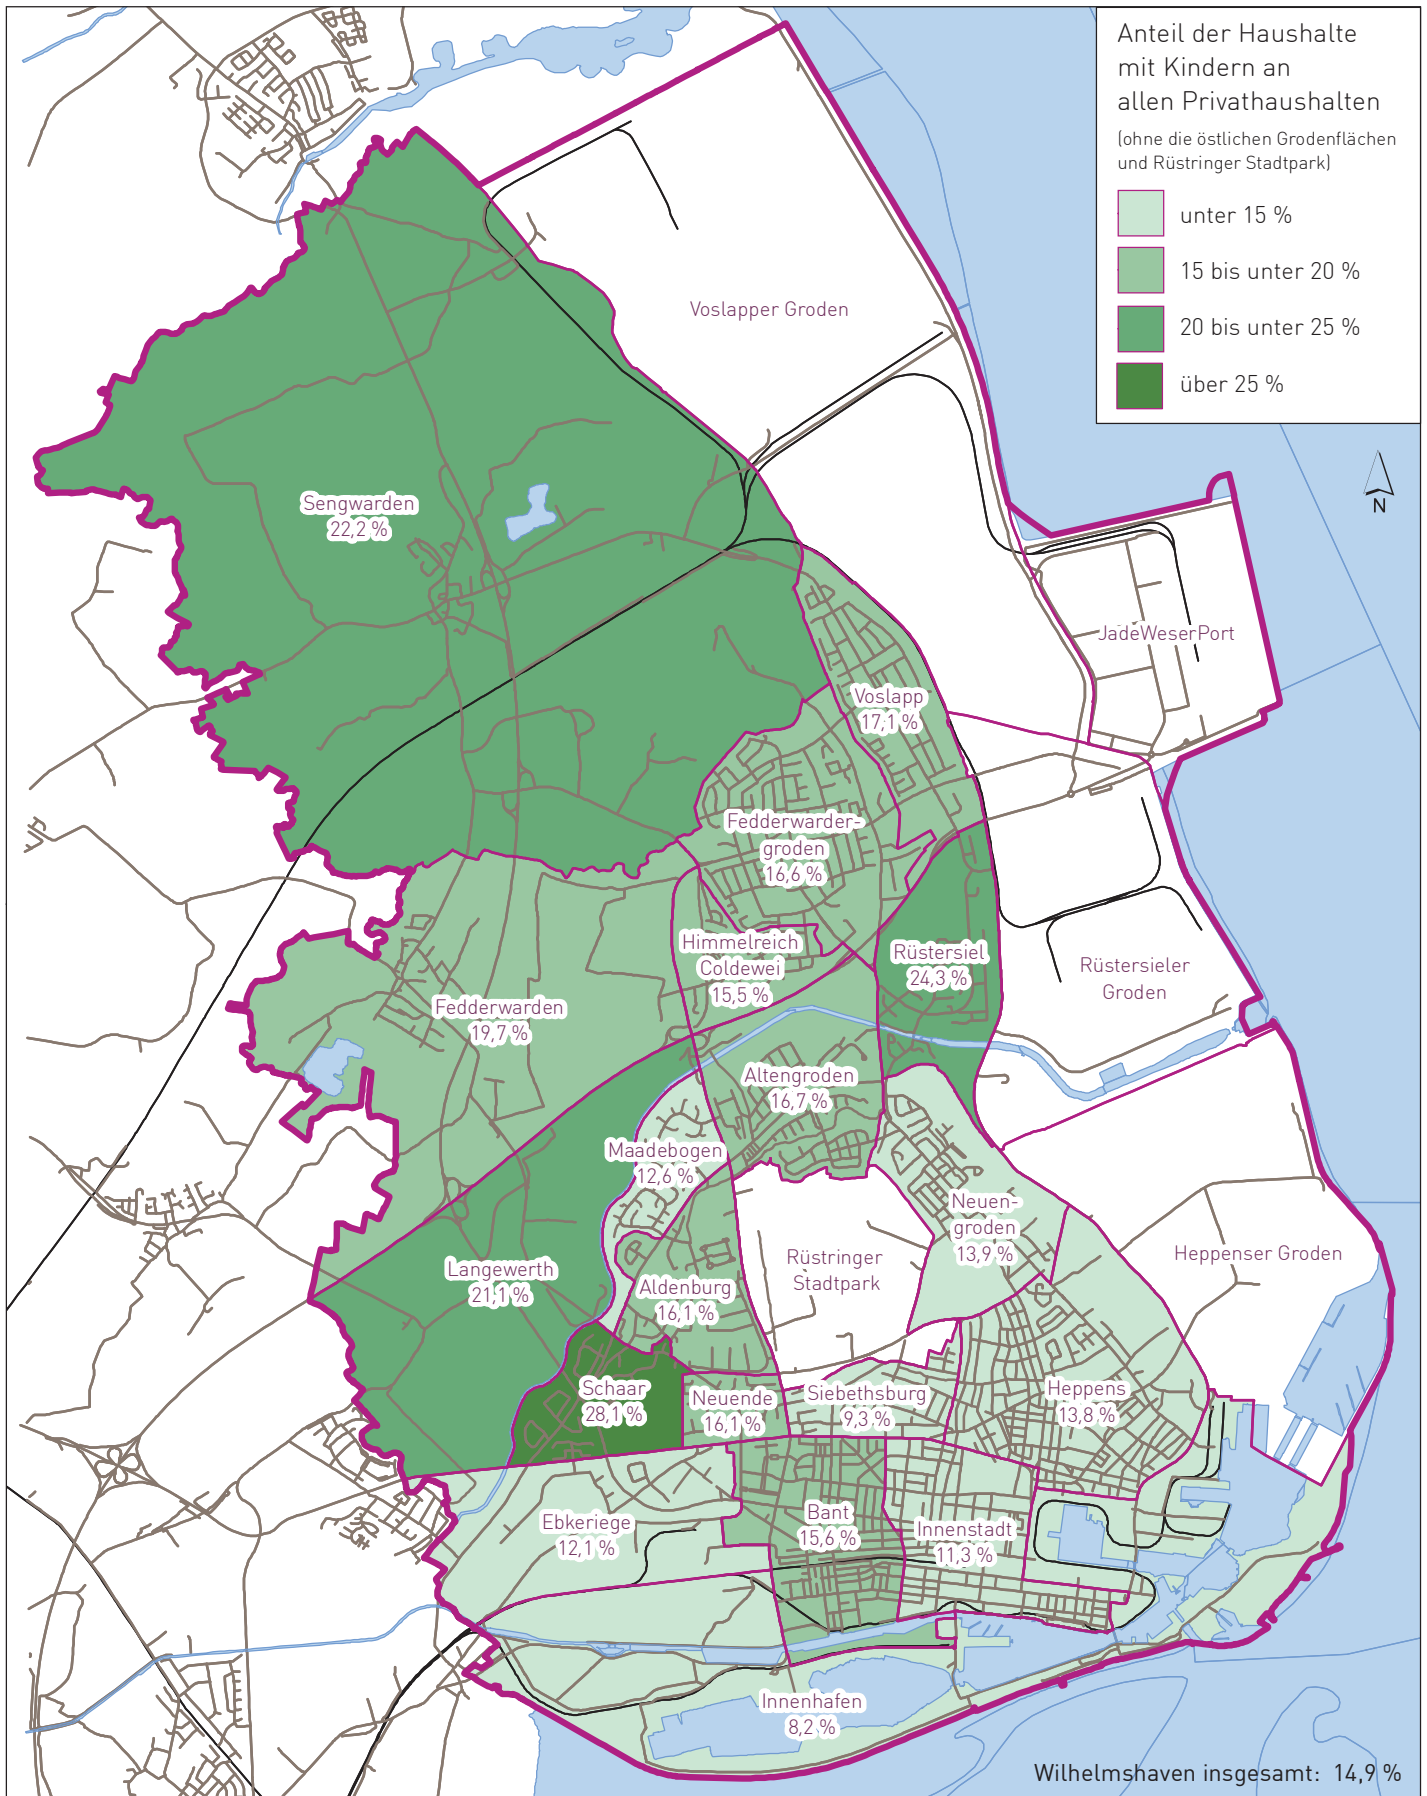 Anteil der Haushalte
mit Kindern an
allen Privathaushalten
(ohne die östlichen Grodenflächen
und Rüstringer Stadtpark)
unter 15 %
15 bis unter 20 %
20 bis unter 25 %
über 25 %
N
Voslapper Groden
Sengwarden
22,2 %
JadeWeserPort
Voslapp
17,1 %
Fedderwarder-
groden
16,6 %
Himmelreich
Coldewei
15,5 %
Rüstersiel
24,3 %
Rüstersieler
Groden
Fedderwarden
19,7 %
Altengroden
16,7 %
Maadebogen
12,6 %
Neuen-
groden
13,9 %
Rüstringer
Stadtpark
Heppenser Groden
Langewerth
21,1 %
Aldenburg
16,1 %
Schaar
28,1 %
Neuende
16,1 %
Siebethsburg
9,3 %
Heppens
13,8 %
Ebkeriege
12,1 %
Bant
15,6 %
Innenstadt
11,3 %
Innenhafen
8,2 %
Wilhelmshaven insgesamt: 14,9 %